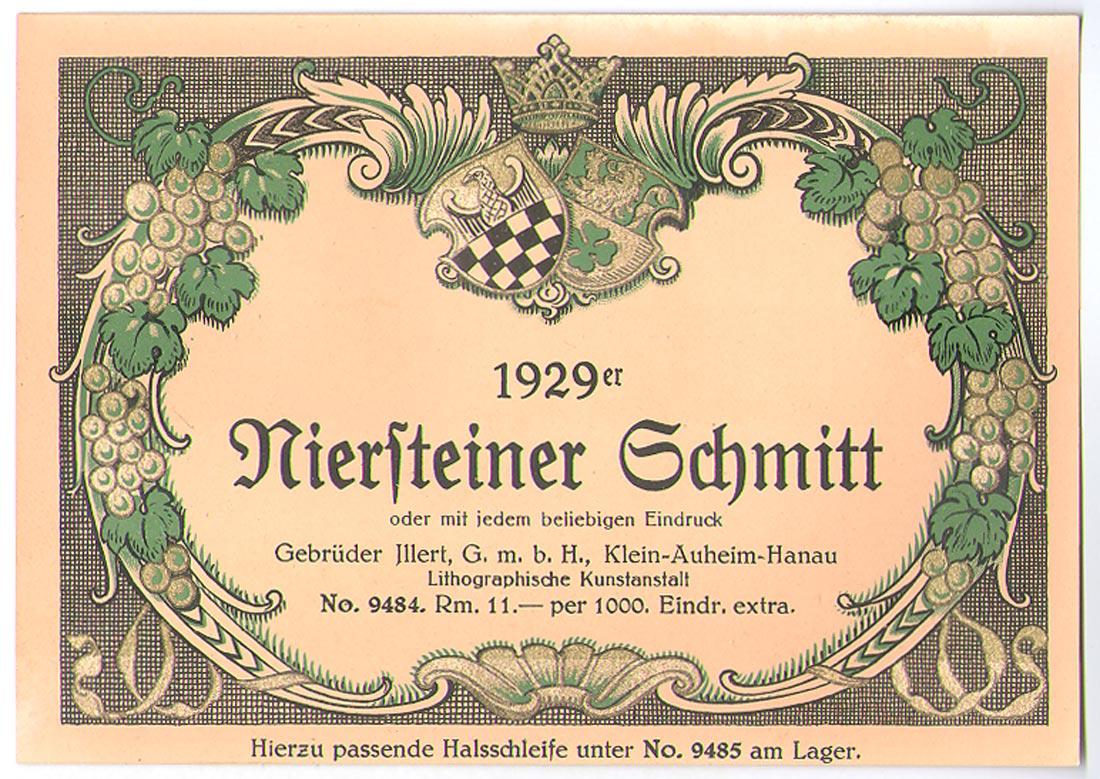 1929er
Nierſteiner Schmitt
oder mit jedem beliebigen Eindruck
Gebrüder Jllert, G. m. b. H., Klein-Auheim-Hanau
Lithographische Kunstanstalt
No. 9484. Rm. 11.— per 1000. Eindr. extra.
Hierzu passende Halsschleife unter No. 9485 am Lager.